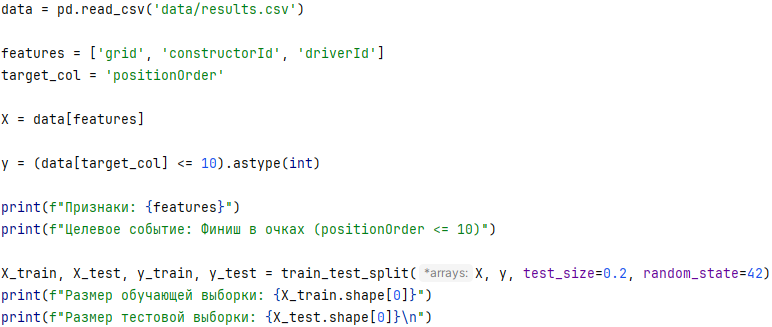 data = pd.read_csv('data/results.csv')
features = ['grid', 'constructorId', 'driverId']
target_col = 'positionOrder'
X = data[features]
y = (data[target_col] <= 10).astype(int)
print(f"Признаки: {features}")
print(f"Целевое событие: Финиш в очках (positionOrder <= 10)")
X_train, X_test, y_train, y_test = train_test_split( *arrays: X, y, test_size=0.2, random_state=42)
print(f"Размер обучающей выборки: {X_train.shape[0]}")
print(f"Размер тестовой выборки: {X_test.shape[0]}\n")